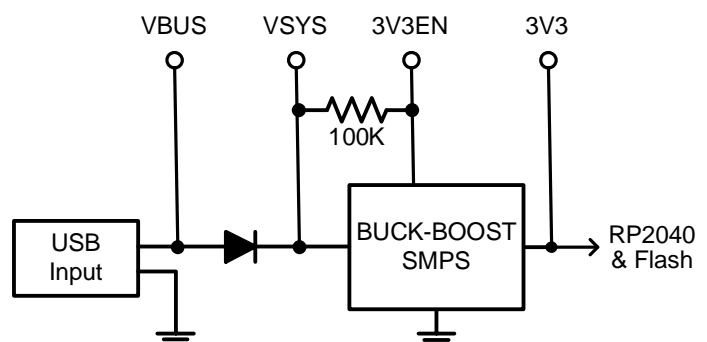 VBUS VSYS 3V3EN 3V3
100K
USB
Input
BUCK-BOOST
SMPS
RP2040
& Flash